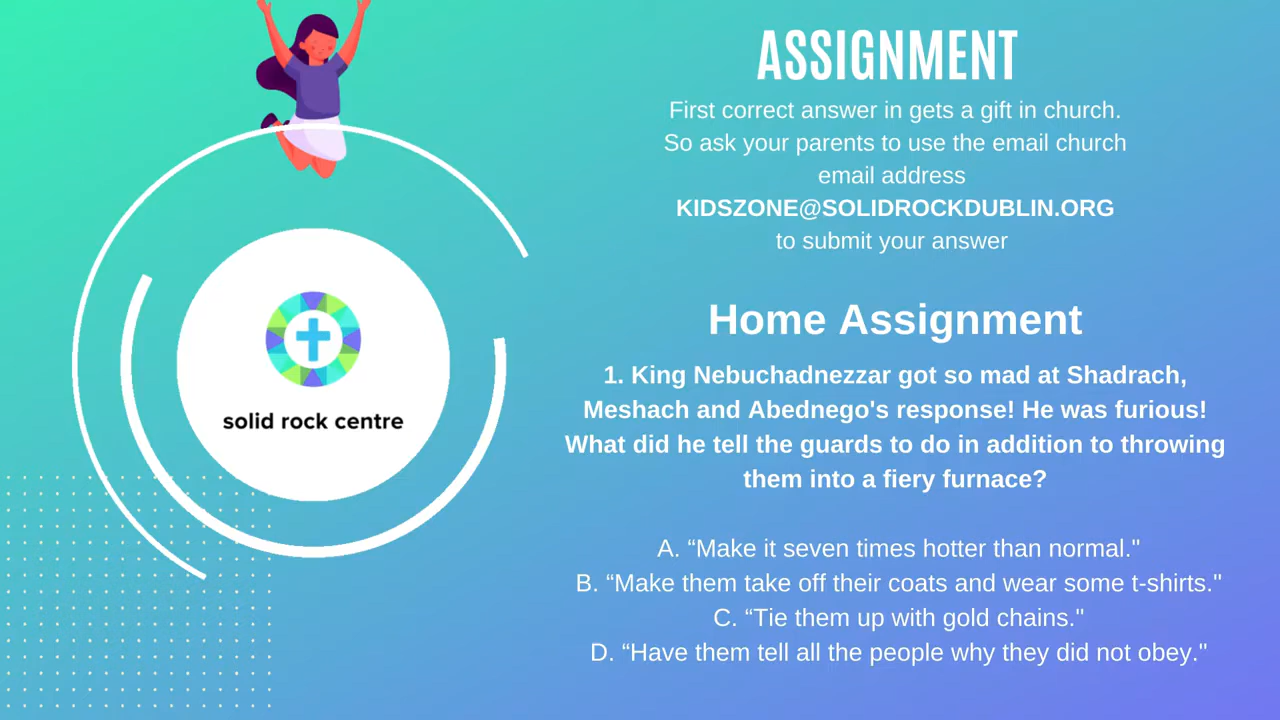 ASSIGNMENT
First correct answer in gets a gift in church.
So ask your parents to use the email church
email address
KIDSZONE@SOLIDROCKDUBLIN.ORG
to submit your answer
solid rock centre
Home Assignment
1. King Nebuchadnezzar got so mad at Shadrach,
Meshach and Abednego's response! He was furious!
What did he tell the guards to do in addition to throwing
them into a fiery furnace?
A. “Make it seven times hotter than normal."
B. “Make them take off their coats and wear some t-shirts."
C. “Tie them up with gold chains."
D. “Have them tell all the people why they did not obey."